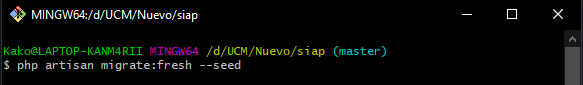 MINGW64:/d/UCM/Nuevo/siap
Kako@LAPTOP-KANM4RII MINGW64 /d/UCM/Nuevo/siap (master)
$ php artisan migrate:fresh --seed